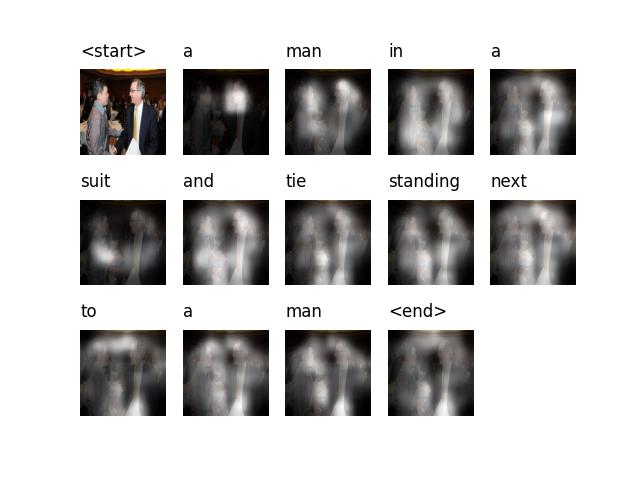 <start> a man in a
suit and tie standing next
to a man <end>